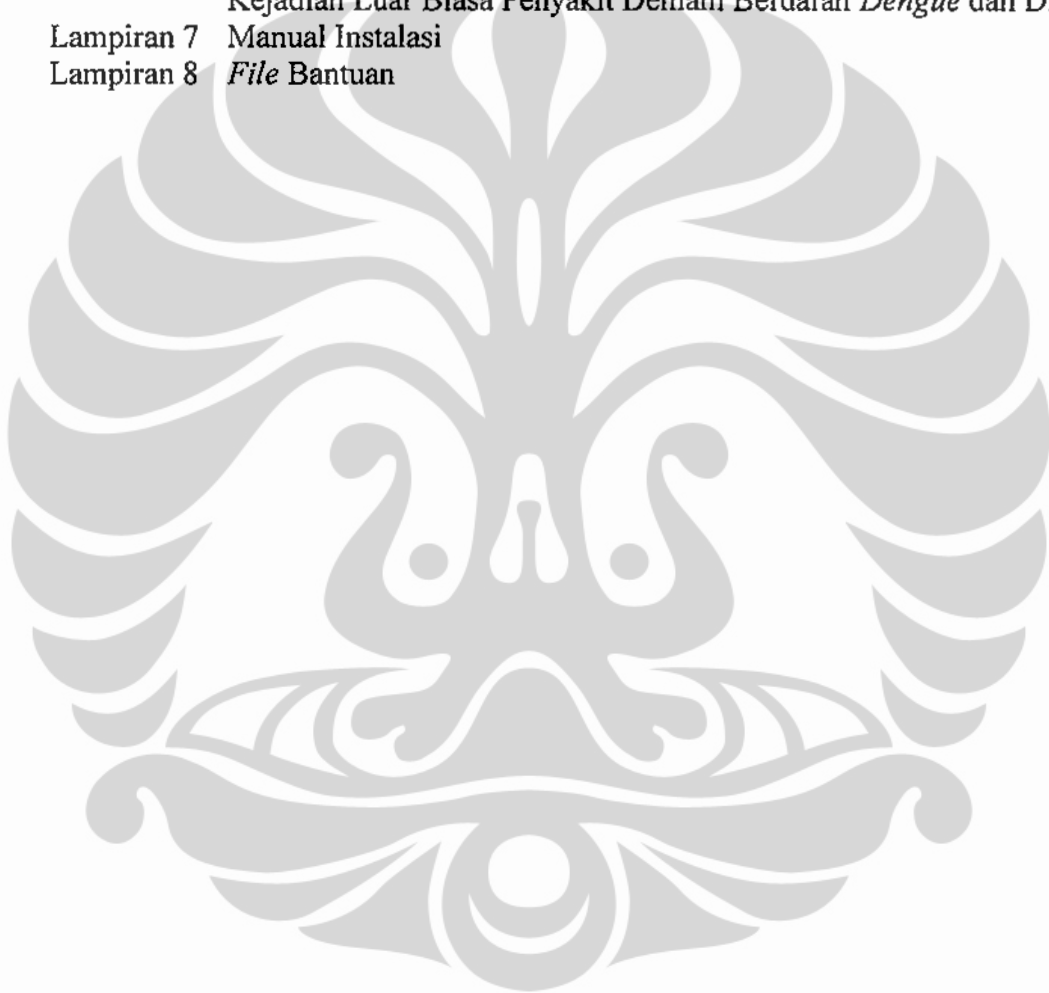 Kejadian Luar Biasa Penyakit Demam Berdarah Dengue dan D
Lampiran 7 Manual Instalasi
Lampiran 8 File Bantuan